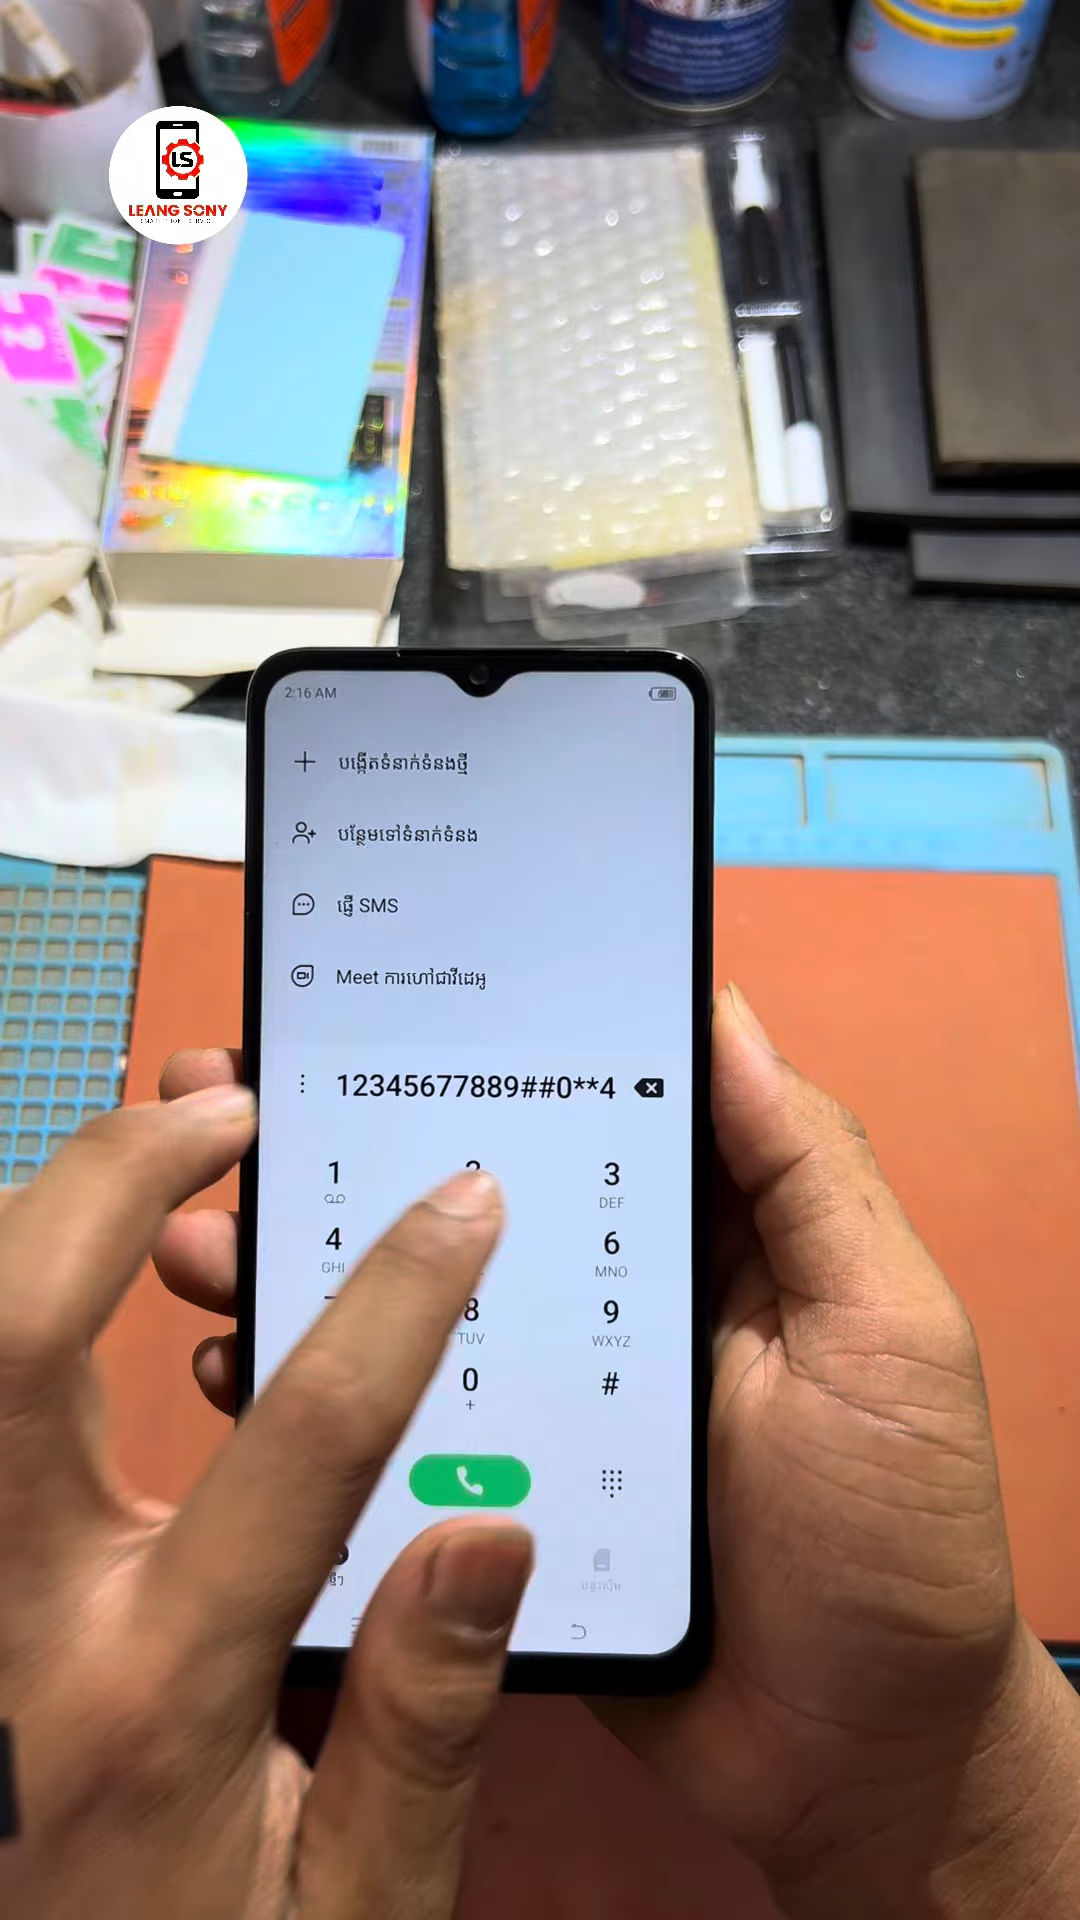 LS
LEANG SONY
2:16 AM
បង្កើតទំនាក់ទំនងថ្មី
បន្ថែមទៅទំនាក់ទំនង
ផ្ញើ SMS
Meet ការហៅជាវីដេអូ
12345677889##0**4
1
3
DEF
4
GHI
6
MNO
8
TUV
9
WXYZ
0
+
#